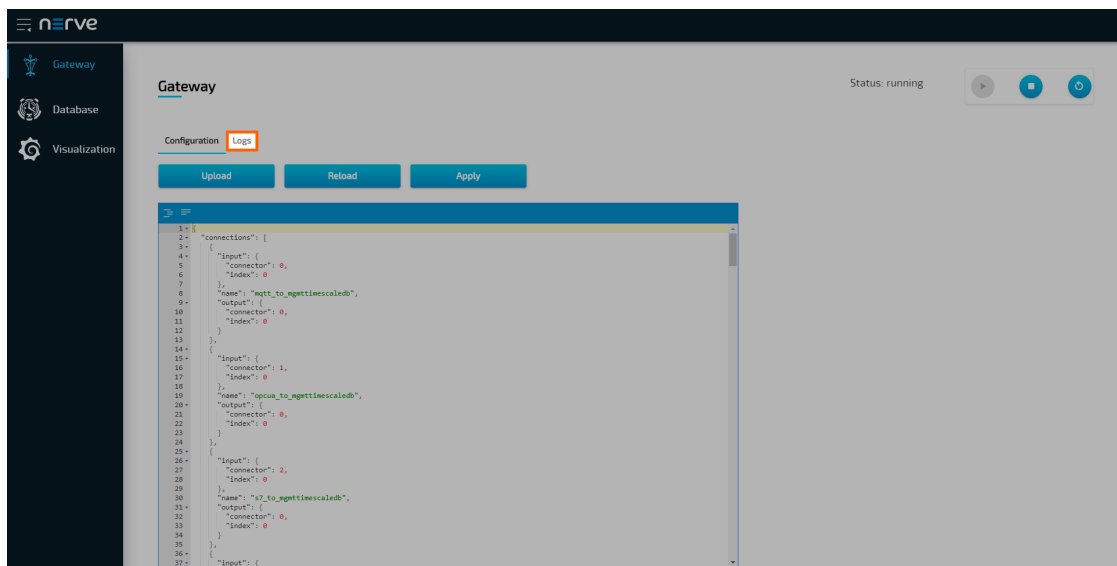 nerve
Gateway
Database
Visualization
Gateway
Status: running
Configuration Logs
Upload Reload Apply
1 {
2 "connections": [
3 {
4 "input": {
5 "connector": 0,
6 "index": 0
7 },
8 "name": "mqtt_to_mgmttimescaledb",
9 "output": {
10 "connector": 0,
11 "index": 0
12 }
13 },
14 {
15 "input": {
16 "connector": 1,
17 "index": 0
18 },
19 "name": "opcua_to_mgmttimescaledb",
20 "output": {
21 "connector": 0,
22 "index": 0
23 }
24 },
25 {
26 "input": {
27 "connector": 2,
28 "index": 0
29 },
30 "name": "s7_to_mgmttimescaledb",
31 "output": {
32 "connector": 0,
33 "index": 0
34 }
35 },
36 {
37 "input": {